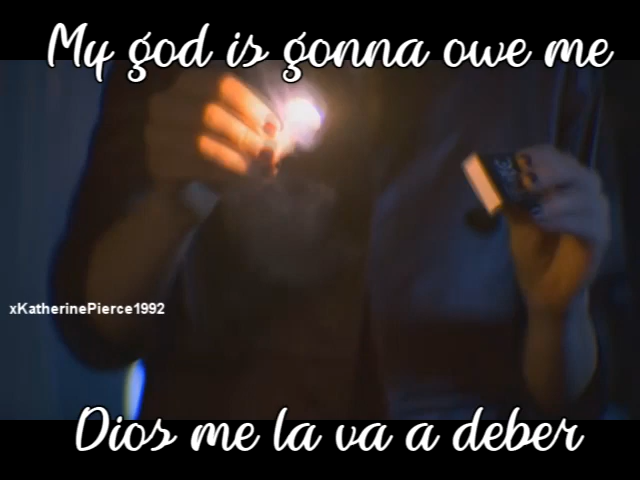 My god is gonna owe me
xKatherinePierce1992
Dios me la va a deber